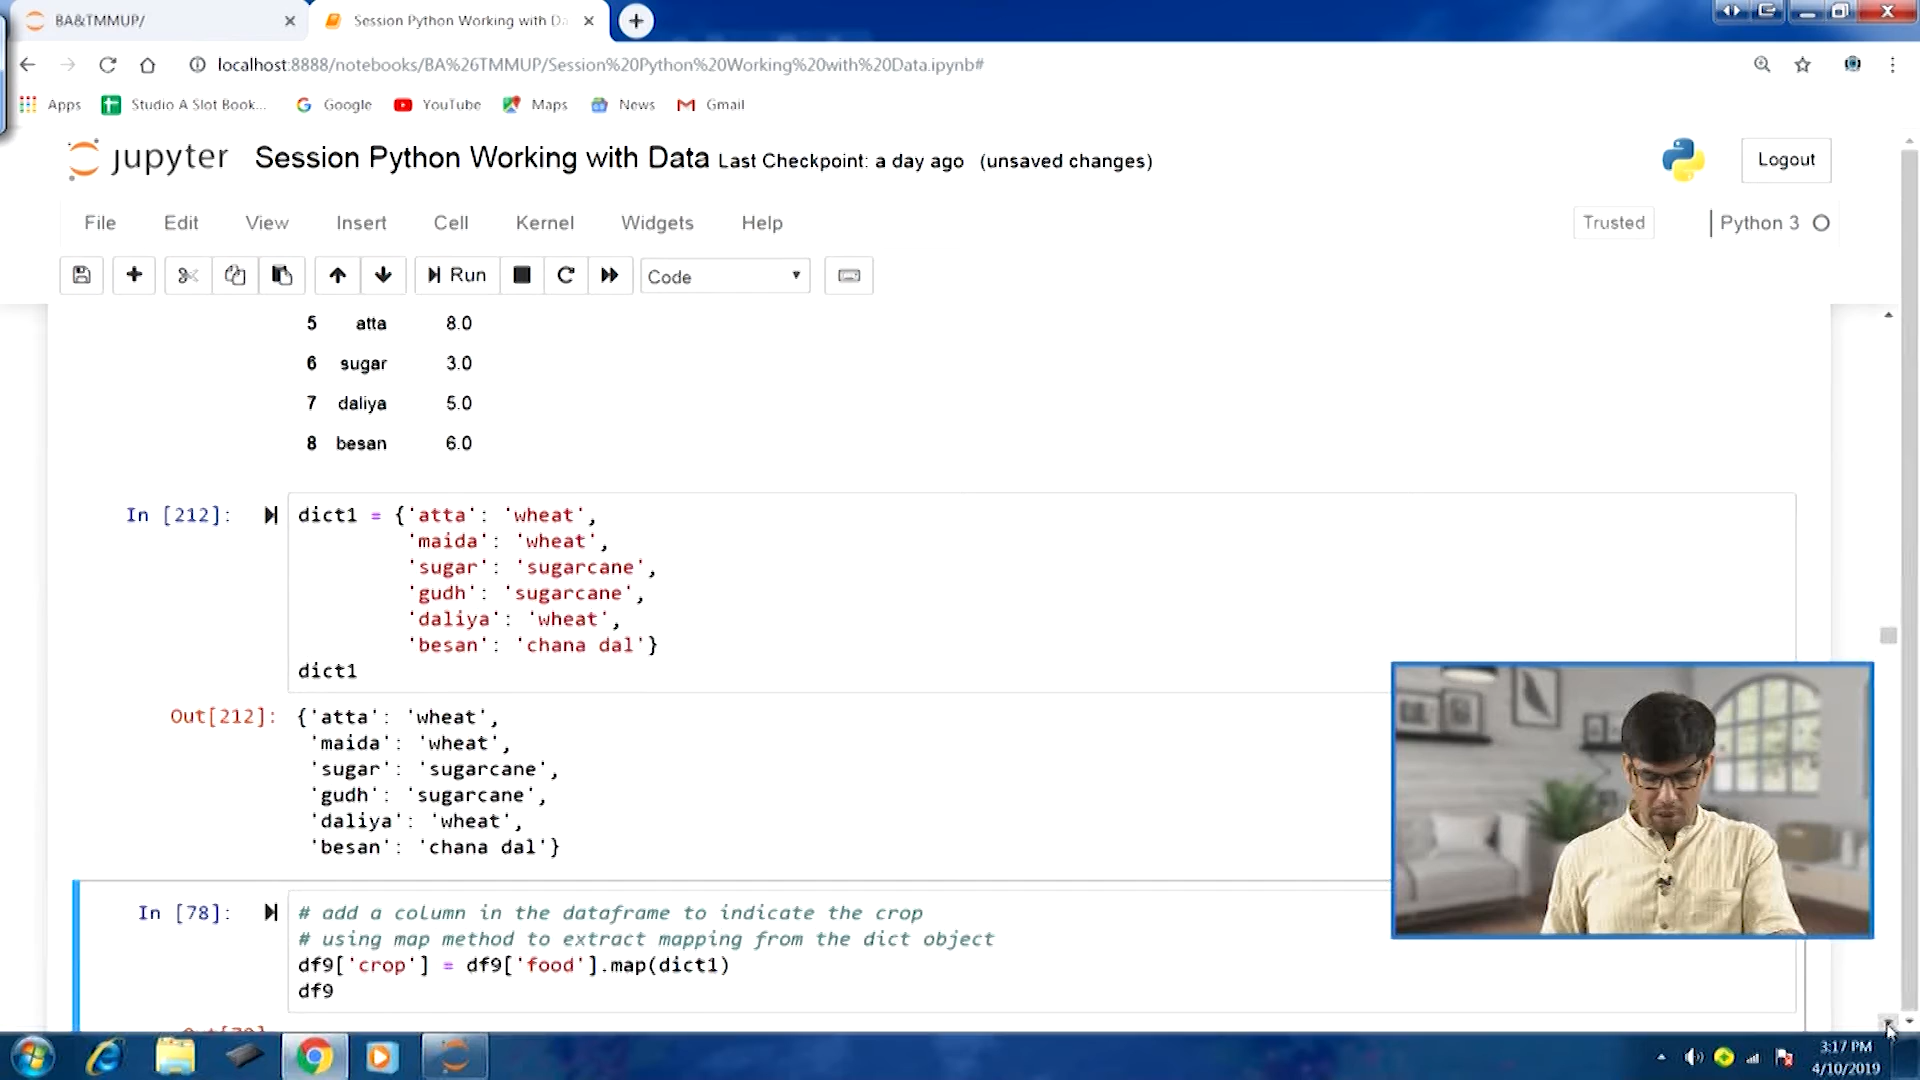 BA&TMMUP/
Session Python Working with Da
localhost:8888/notebooks/BA%26TMMUP/Session%20Python%20Working%20with%20Data.ipynb#
Apps Studio A Slot Book... Google YouTube Maps News Gmail
jupyter Session Python Working with Data Last Checkpoint: a day ago (unsaved changes)
Logout
File Edit View Insert Cell Kernel Widgets Help
Trusted
Python 3
Run
Code
5 atta 8.0
6 sugar 3.0
7 daliya 5.0
8 besan 6.0
In [212]: dict1 = {'atta': 'wheat',
'maida': 'wheat',
'sugar': 'sugarcane',
'gudh': 'sugarcane',
'daliya': 'wheat',
'besan': 'chana dal'}
dict1
Out[212]: {'atta': 'wheat',
'maida': 'wheat',
'sugar': 'sugarcane',
'gudh': 'sugarcane',
'daliya': 'wheat',
'besan': 'chana dal'}
In [78]: # add a column in the dataframe to indicate the crop
# using map method to extract mapping from the dict object
df9['crop'] = df9['food'].map(dict1)
df9
3:17 PM
4/10/2019